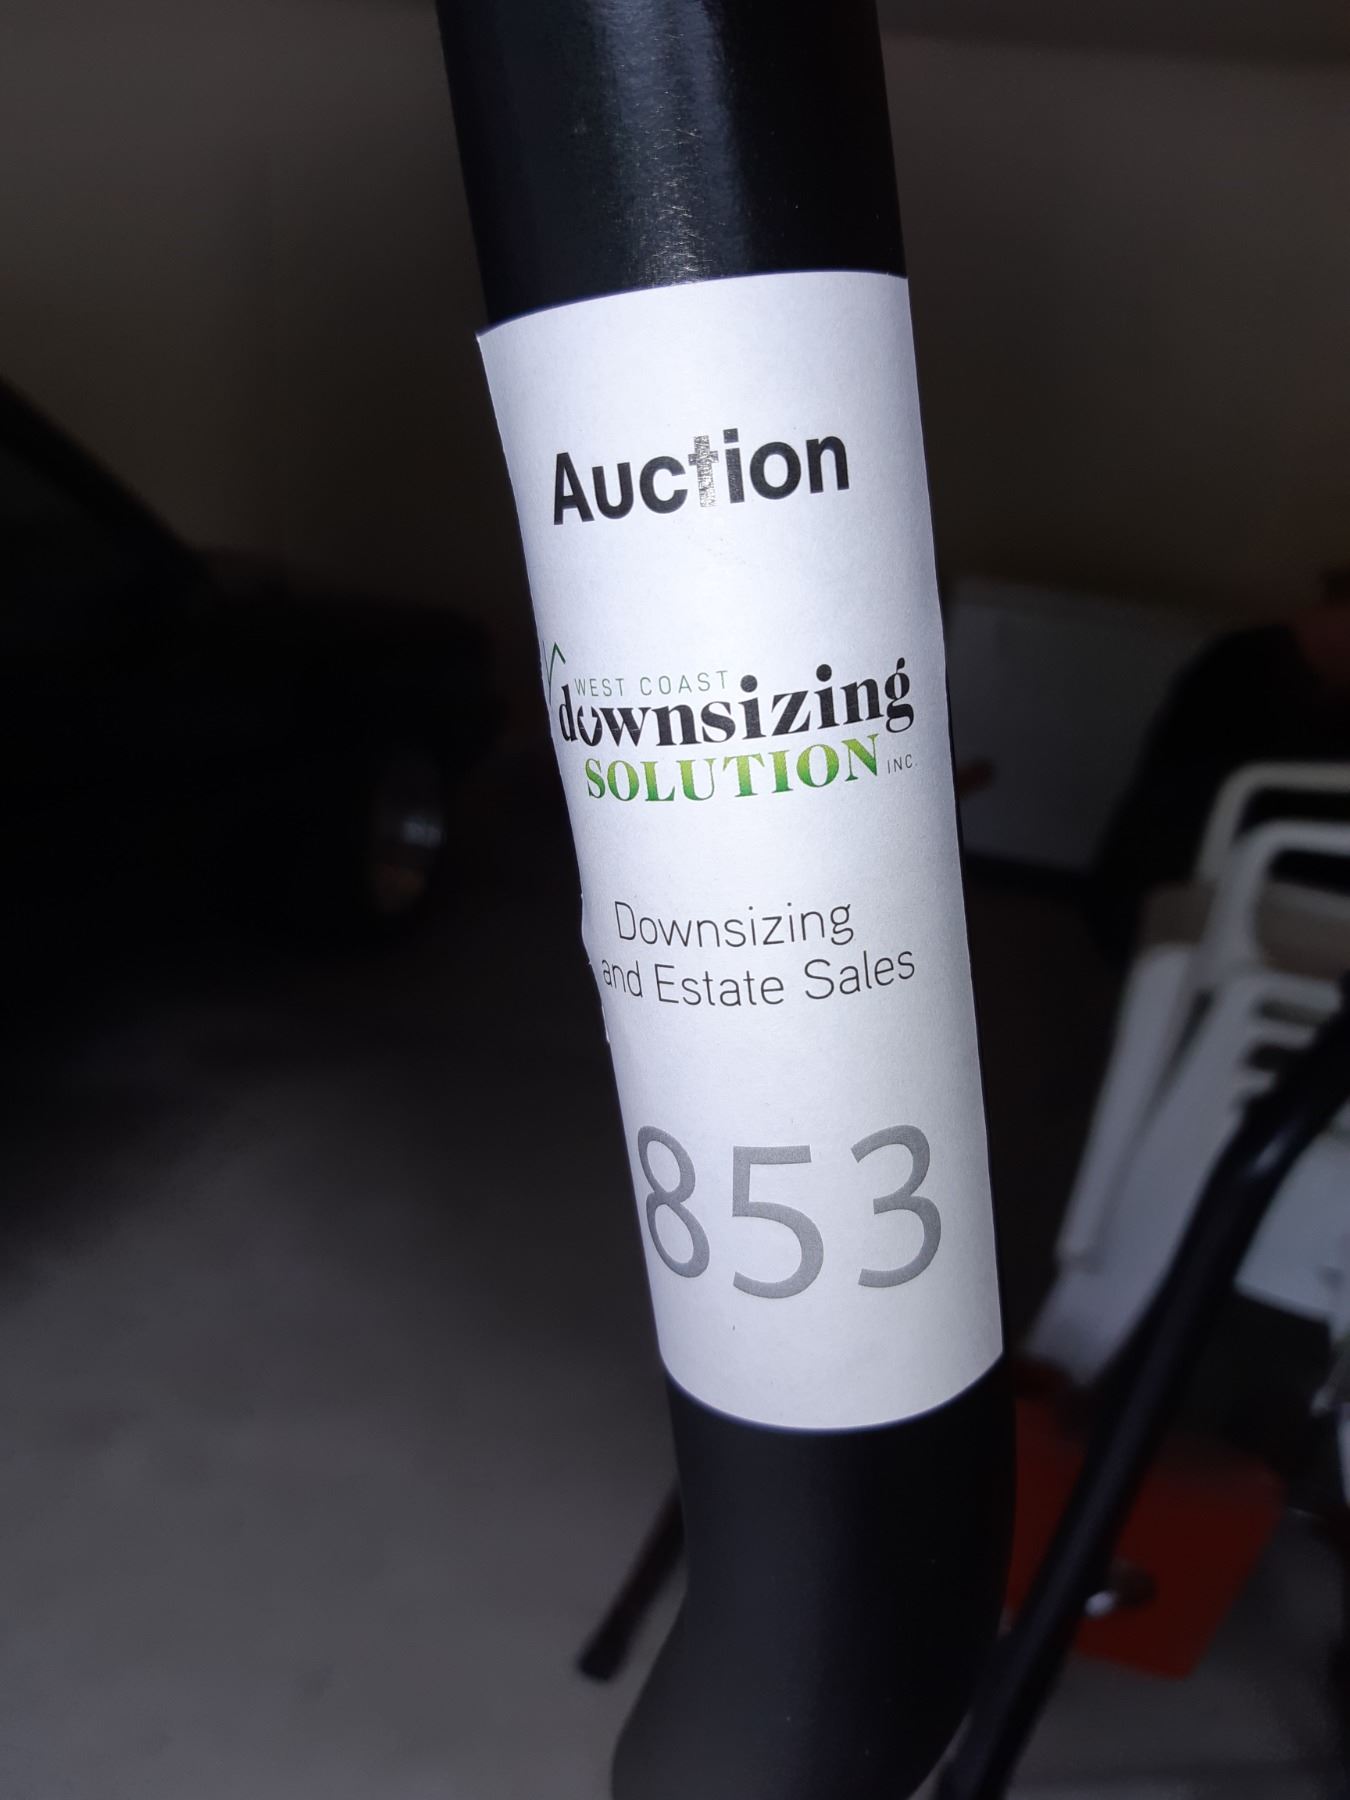 Auction
WEST COAST
downsizing
SOLUTION INC.
Downsizing
and Estate Sales
853